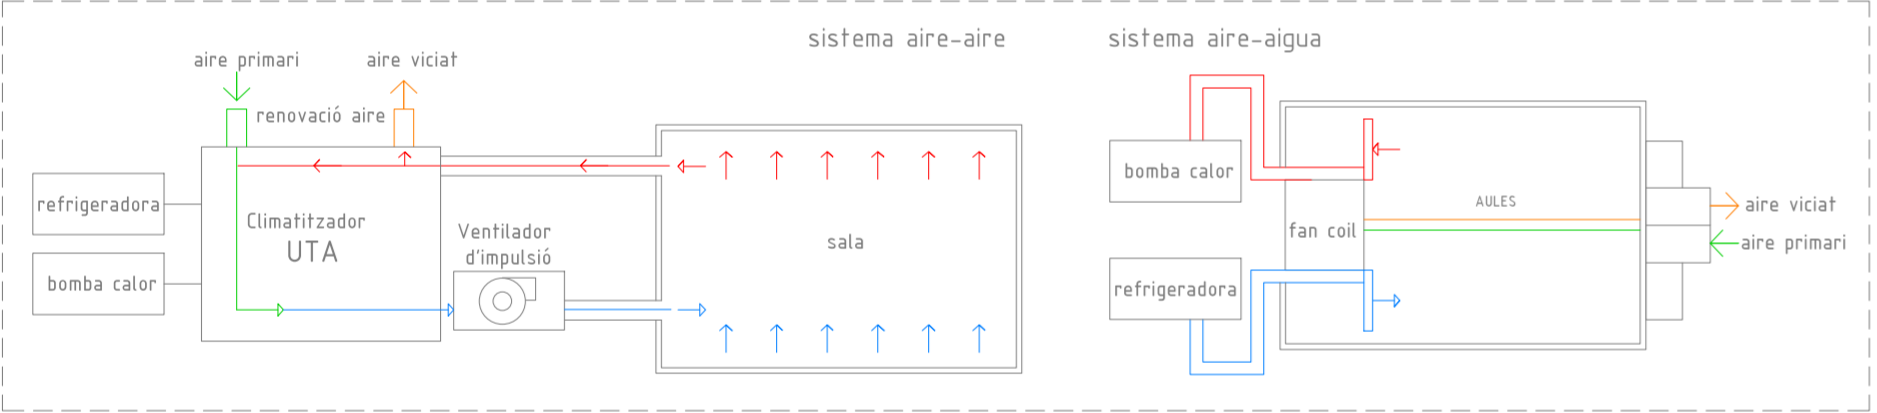 sistema aire-aire
aire primari
aire viciat
renovació aire
refrigeradora
bomba calor
Climatitzador
UTA
Ventilador
d'impulsió
sala
sistema aire-aigua
bomba calor
refrigeradora
fan coil
AULES
aire viciat
aire primari